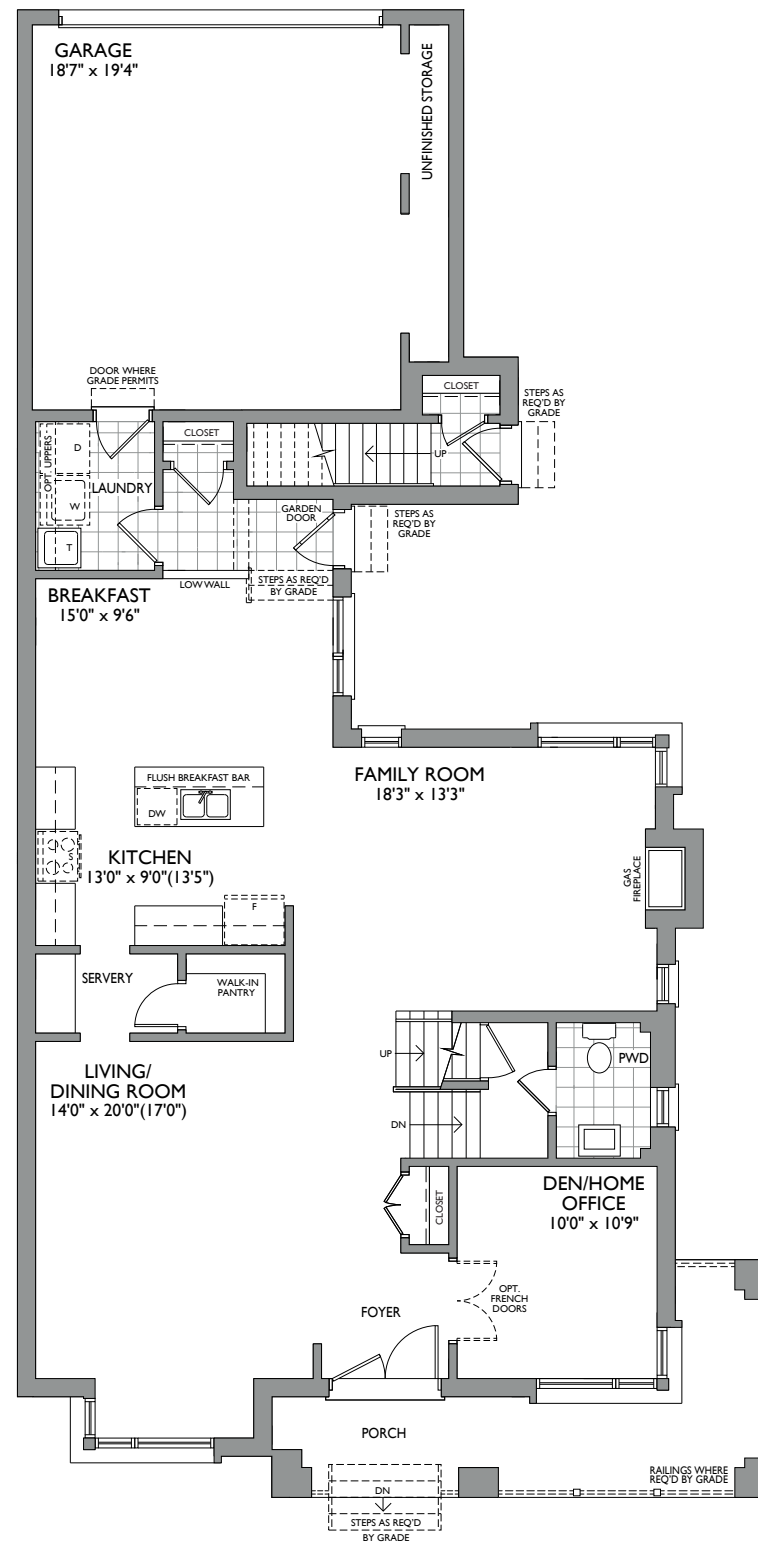 GARAGE
18'7" x 19'4"
UNFINISHED STORAGE
DOOR WHERE
GRADE PERMITS
CLOSET
STEPS AS
REQ'D BY
GRADE
OPT. UPPERS
D
CLOSET
UP
LAUNDRY
W
GARDEN
DOOR
STEPS AS
REQ'D BY
GRADE
T
LOW WALL
STEPS AS REQ'D
BY GRADE
BREAKFAST
15'0" x 9'6"
FLUSH BREAKFAST BAR
DW
FAMILY ROOM
18'3" x 13'3"
S
KITCHEN
13'0" x 9'0"(13'5")
GAS
FIREPLACE
F
SERVERY
WALK-IN
PANTRY
UP
PWD
LIVING/
DINING ROOM
14'0" x 20'0"(17'0")
DN
DEN/HOME
OFFICE
10'0" x 10'9"
CLOSET
OPT.
FRENCH
DOORS
FOYER
PORCH
RAILINGS WHERE
REQ'D BY GRADE
DN
STEPS AS REQ'D
BY GRADE